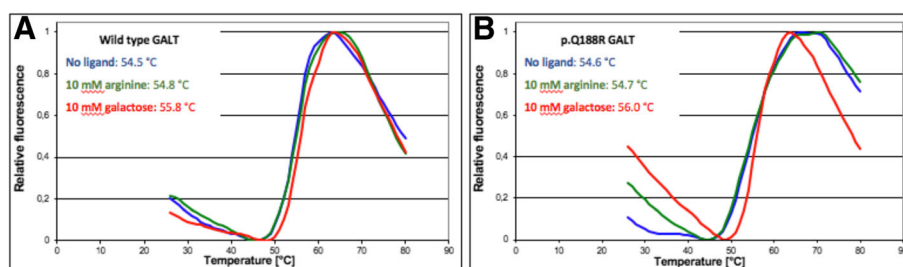 A
Wild type GALT
No ligand: 54.5 °C
10 mM arginine: 54.8 °C
10 mM galactose: 55.8 °C
Relative fluorescence
1
0,8
0,6
0,4
0,2
0
0 10 20 30 40 50 60 70 80 90
Temperature [°C]
B
p.Q188R GALT
No ligand: 54.6 °C
10 mM arginine: 54.7 °C
10 mM galactose: 56.0 °C
Relative fluorescence
1
0,8
0,6
0,4
0,2
0
0 10 20 30 40 50 60 70 80 90
Temperature [°C]